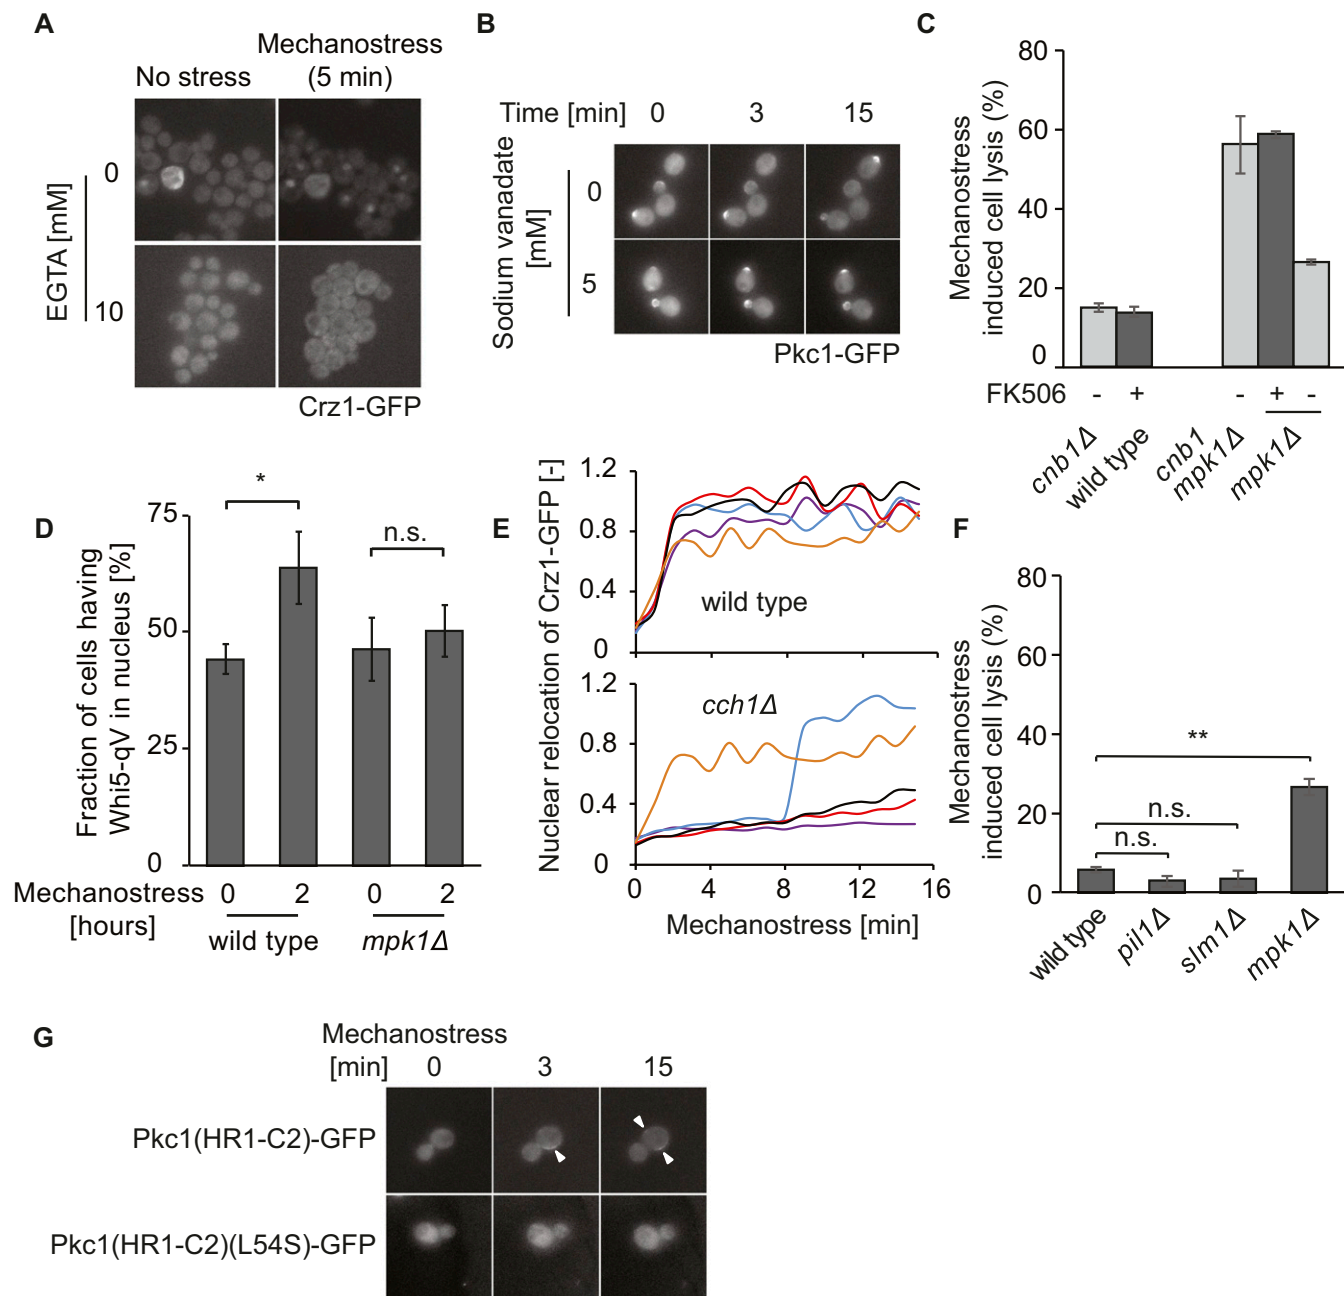 A
No stress
Mechanostress
(5 min)
EGTA [mM]
0
10
Crz1-GFP
B
Time [min] 0 3 15
Sodium vanadate
[mM]
0
5
Pkc1-GFP
C
Mechanostress
induced cell lysis (%)
80
60
40
20
0
FK506 - + - + -
cnb1Δ
wild type
cnb1
mpk1Δ
mpk1Δ
D
Fraction of cells having
Whi5-qV in nucleus [%]
75
50
25
0
*
n.s.
Mechanostress
[hours]
0 2 0 2
wild type mpk1Δ
E
Nuclear relocation of Crz1-GFP [-]
1.2
0.8
0.4
0
wild type
1.2
0.8
0.4
0
cch1Δ
0 4 8 12 16
Mechanostress [min]
F
Mechanostress
induced cell lysis (%)
80
60
40
20
0
**
n.s.
n.s.
wild type
pil1Δ
slm1Δ
mpk1Δ
G
Mechanostress
[min] 0 3 15
Pkc1(HR1-C2)-GFP
Pkc1(HR1-C2)(L54S)-GFP